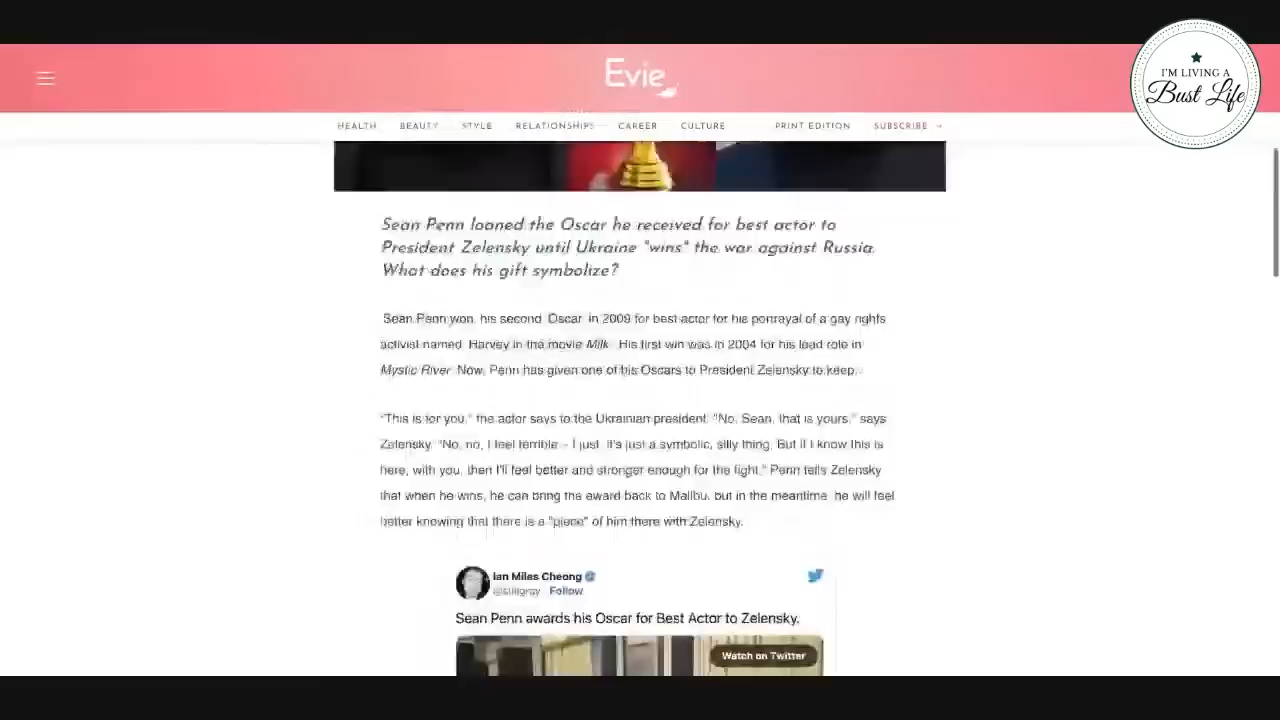 Evie
I'M LIVING A
Bust Life
HEALTH BEAUTY STYLE RELATIONSHIPS CAREER CULTURE PRINT EDITION SUBSCRIBE →
Sean Penn loaned the Oscar he received for best actor to
President Zelensky until Ukraine "wins" the war against Russia.
What does his gift symbolize?
Sean Penn won his second Oscar in 2009 for best actor for his portrayal of a gay rights
activist named Harvey in the movie Milk. His first win was in 2004 for his lead role in
Mystic River. Now, Penn has given one of his Oscars to President Zelensky to keep.
"This is for you," the actor says to the Ukrainian president. "No, Sean, that is yours," says
Zelensky. "No, no, I feel terrible – I just. It's just a symbolic, silly thing. But if I know this is
here, with you, then I'll feel better and stronger enough for the fight." Penn tells Zelensky
that when he wins, he can bring the award back to Malibu, but in the meantime, he will feel
better knowing that there is a "piece" of him there with Zelensky.
Ian Miles Cheong
@stillgray Follow
Sean Penn awards his Oscar for Best Actor to Zelensky.
Watch on Twitter